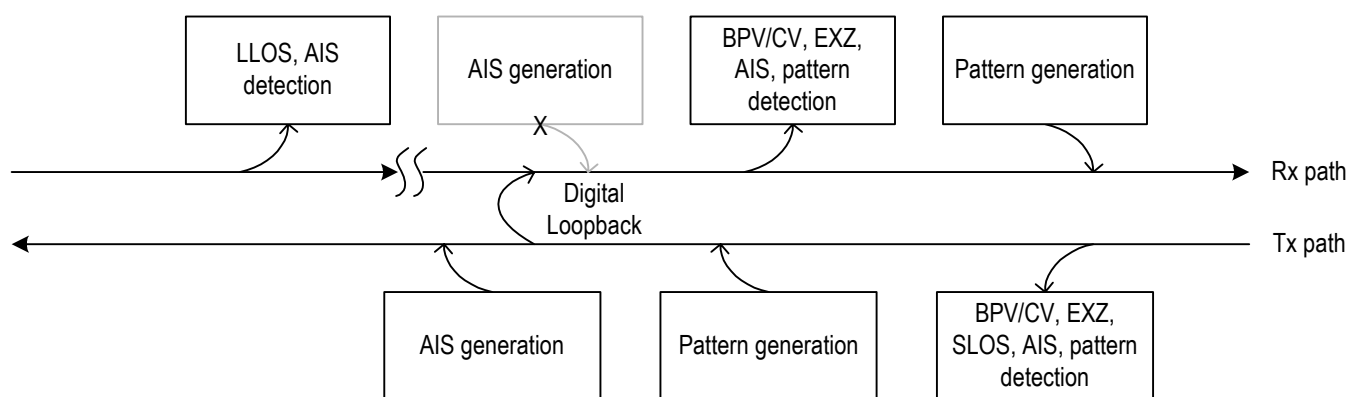 LLOS, AIS
detection
AIS generation
BPV/CV, EXZ,
AIS, pattern
detection
Pattern generation
X
Rx path
Digital
Loopback
Tx path
AIS generation
Pattern generation
BPV/CV, EXZ,
SLOS, AIS, pattern
detection